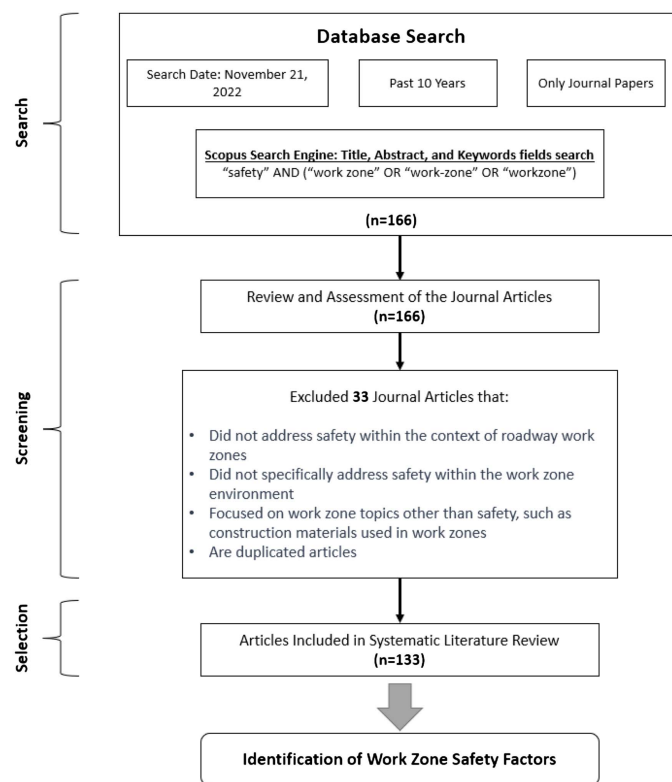 Search
Database Search
Search Date: November 21,
2022
Past 10 Years
Only Journal Papers
Scopus Search Engine: Title, Abstract, and Keywords fields search
“safety” AND (“work zone” OR “work-zone” OR “workzone”)
(n=166)
Screening
Review and Assessment of the Journal Articles
(n=166)
Excluded 33 Journal Articles that:
• Did not address safety within the context of roadway work
zones
• Did not specifically address safety within the work zone
environment
• Focused on work zone topics other than safety, such as
construction materials used in work zones
• Are duplicated articles
Selection
Articles Included in Systematic Literature Review
(n=133)
Identification of Work Zone Safety Factors